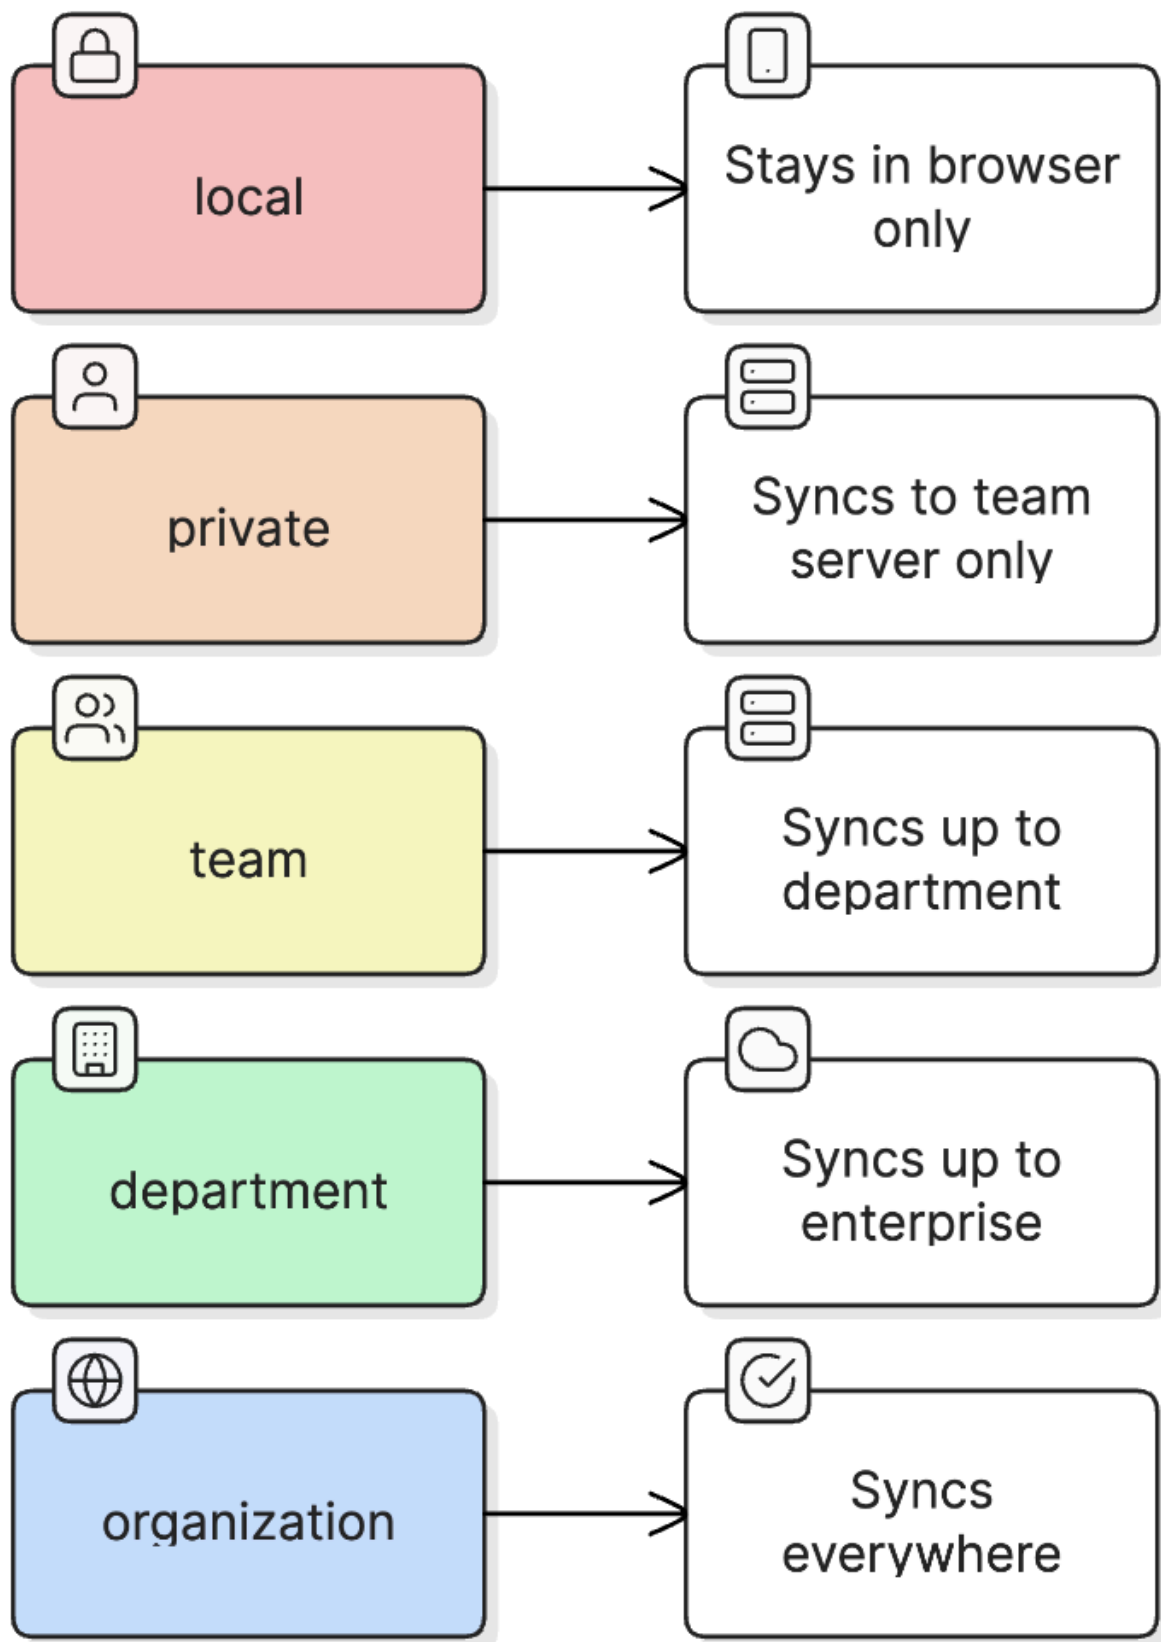 local
Stays in browser
only
private
Syncs to team
server only
team
Syncs up to
department
department
Syncs up to
enterprise
organization
Syncs
everywhere